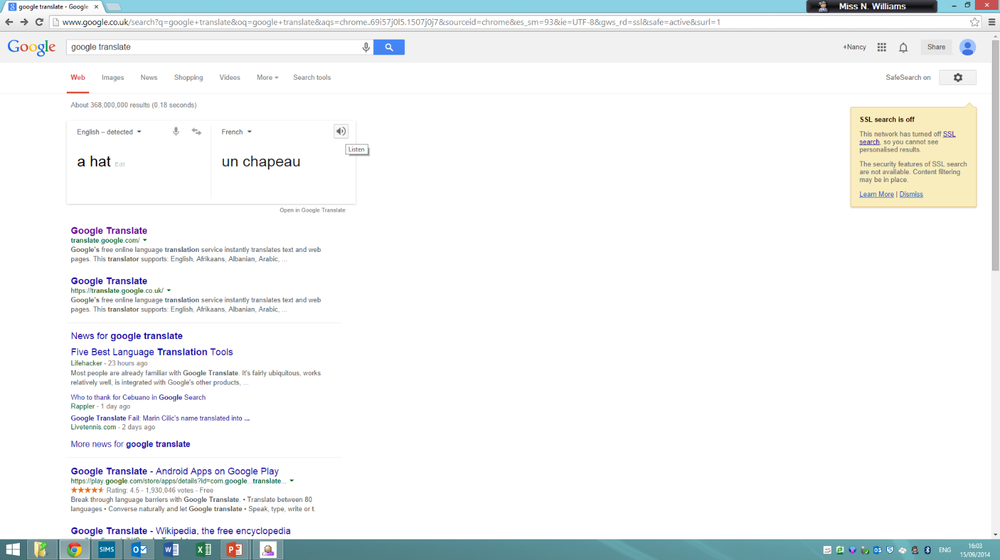 google translate - Google
Miss N. Williams
www.google.co.uk/search?q=google+translate&oq=google+translate&aqs=chrome..69i57j0l5.1507j0j7&sourceid=chrome&es_sm=93&ie=UTF-8&gws_rd=ssl&safe=active&surl=1
Google
google translate
+Nancy
Share
Web
Images
News
Shopping
Videos
More
Search tools
SafeSearch on
About 368,000,000 results (0.18 seconds)
English – detected
French
a hat Edit
un chapeau
Listen
Open in Google Translate
SSL search is off
This network has turned off SSL
search, so you cannot see
personalised results.
The security features of SSL search
are not available. Content filtering
may be in place.
Learn More | Dismiss
Google Translate
translate.google.com/
Google's free online language translation service instantly translates text and web
pages. This translator supports: English, Afrikaans, Albanian, Arabic, ...
Google Translate
https://translate.google.co.uk/
Google's free online language translation service instantly translates text and web
pages. This translator supports: English, Afrikaans, Albanian, Arabic, ...
News for google translate
Five Best Language Translation Tools
Lifehacker - 23 hours ago
Most people are already familiar with Google Translate. It's fairly ubiquitous, works
relatively well, is integrated with Google's other products, ...
Who to thank for Cebuano in Google Search
Rappler - 1 day ago
Google Translate Fail: Marin Cilic's name translated into ...
Livetennis.com - 2 days ago
More news for google translate
Google Translate - Android Apps on Google Play
https://play.google.com/store/apps/details?id=com.google...translate...
Rating: 4.5 - 1,930,046 votes - Free
Break through language barriers with Google Translate. • Translate between 80
languages • Converse naturally and let Google translate • Speak, type, write or t.
Google Translate - Wikipedia, the free encyclopedia
SIMS
ENG
16:03
15/09/2014